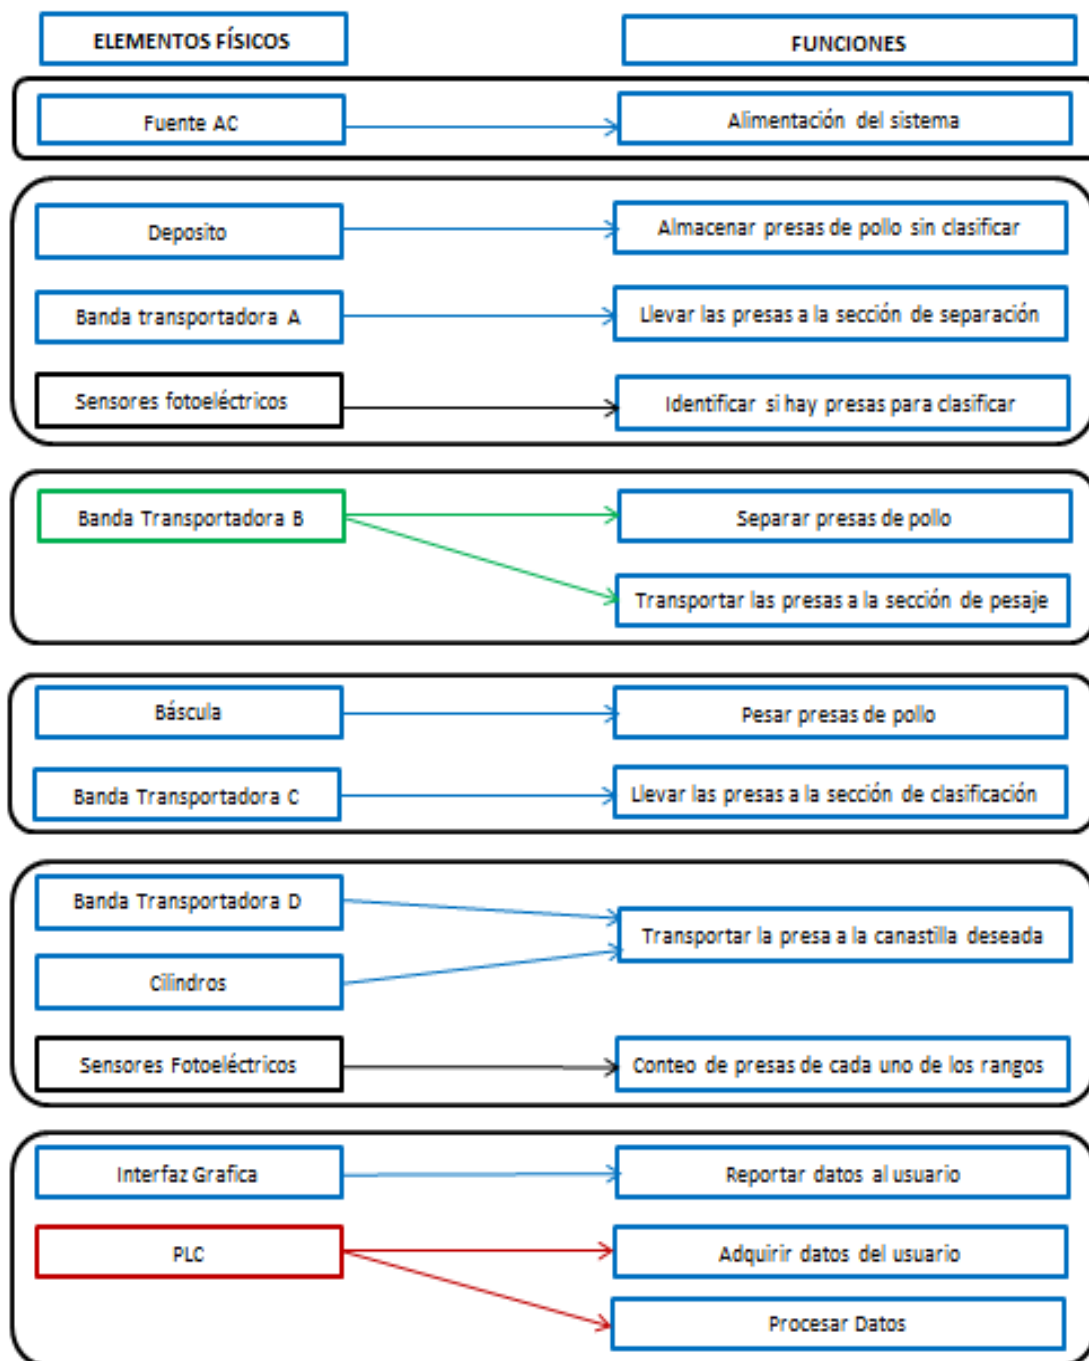 ELEMENTOS FÍSICOS
FUNCIONES
Fuente AC
Alimentación del sistema
Deposito
Almacenar presas de pollo sin clasificar
Banda transportadora A
Llevar las presas a la sección de separación
Sensores fotoeléctricos
Identificar si hay presas para clasificar
Banda Transportadora B
Separar presas de pollo
Transportar las presas a la sección de pesaje
Báscula
Pesar presas de pollo
Banda Transportadora C
Llevar las presas a la sección de clasificación
Banda Transportadora D
Transportar la presa a la canastilla deseada
Cilindros
Sensores Fotoeléctricos
Conteo de presas de cada uno de los rangos
Interfaz Grafica
Reportar datos al usuario
PLC
Adquirir datos del usuario
Procesar Datos